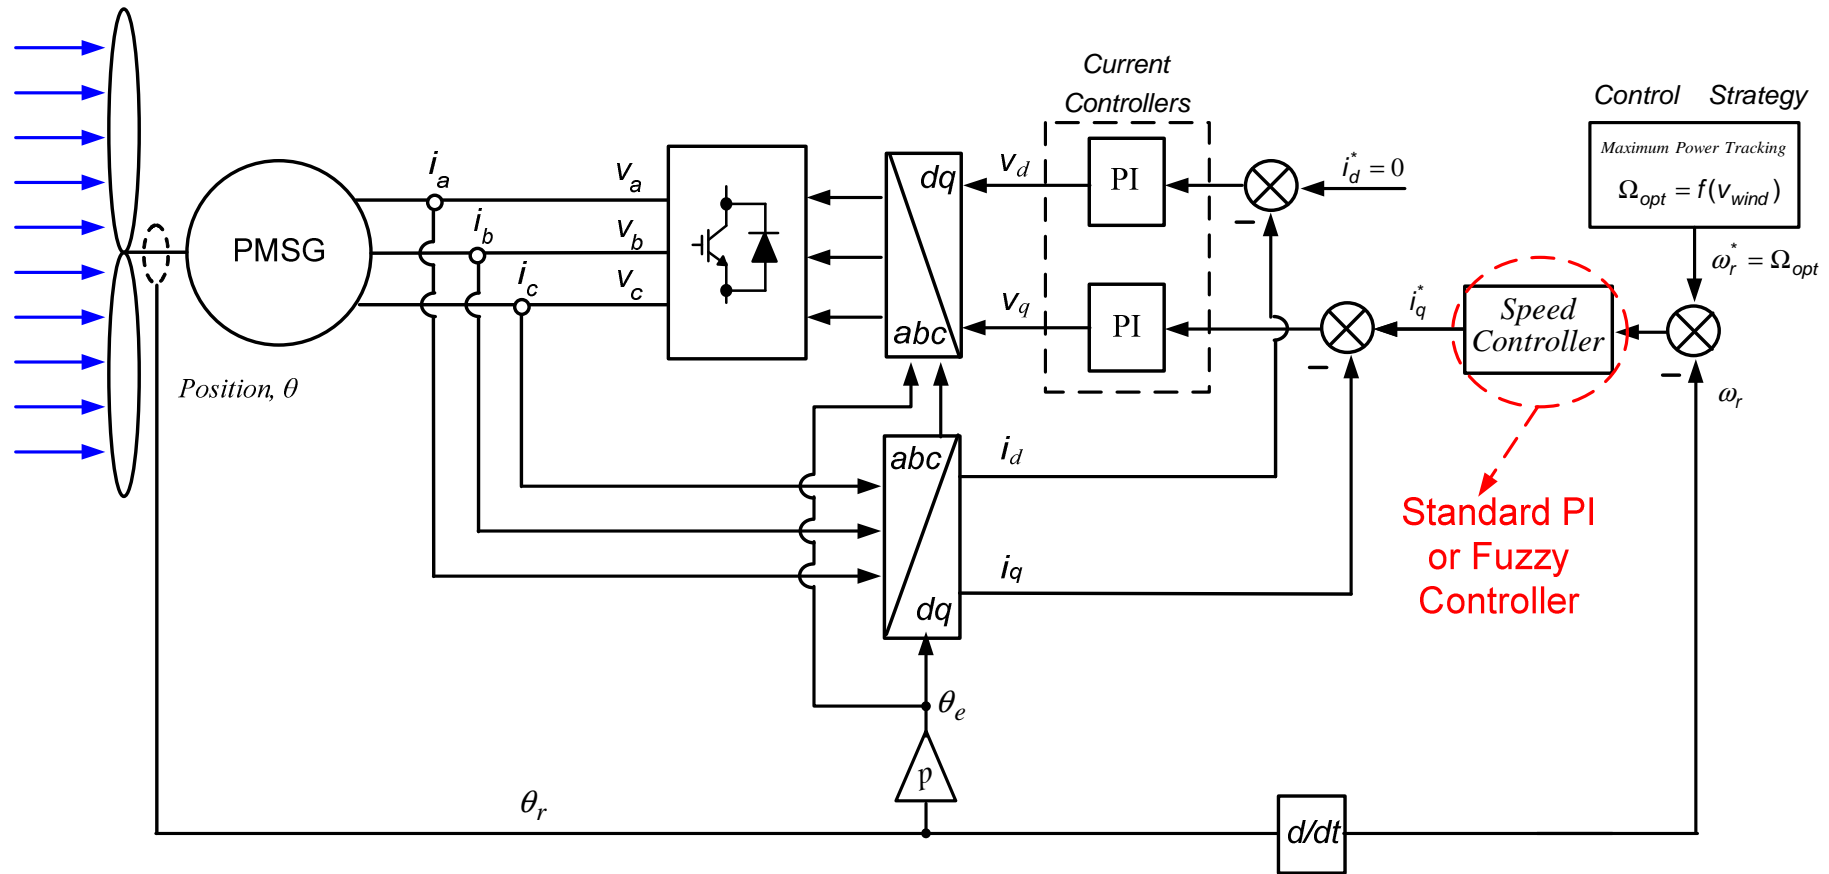 Current
Controllers
Control Strategy
Maximum Power Tracking
Ω_opt = f(v_wind)
ω_r^* = Ω_opt
i_d^* = 0
PI
v_d
dq
abc
v_a
i_a
PMSG
v_b
i_b
v_c
i_c
v_q
PI
i_q^*
Speed
Controller
ω_r
Position, θ
abc
dq
i_d
i_q
Standard PI
or Fuzzy
Controller
θ_e
p
θ_r
d/dt